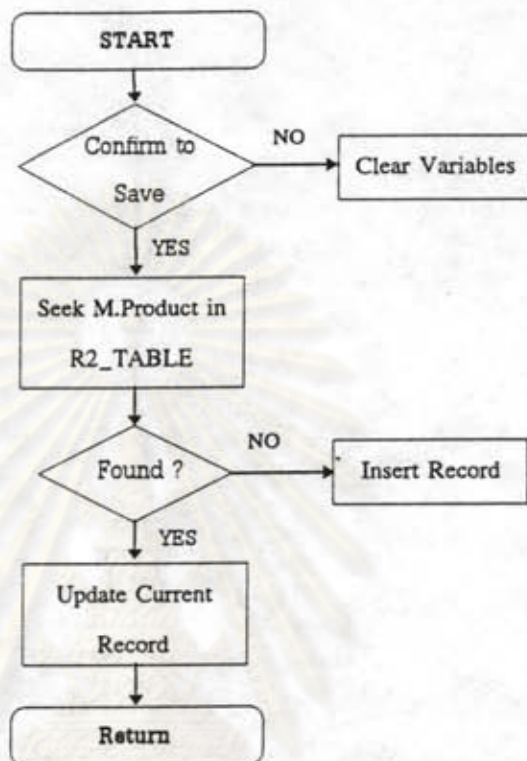 START
Confirm to
Save
NO
Clear Variables
YES
Seek M.Product in
R2_TABLE
Found ?
NO
Insert Record
YES
Update Current
Record
Return